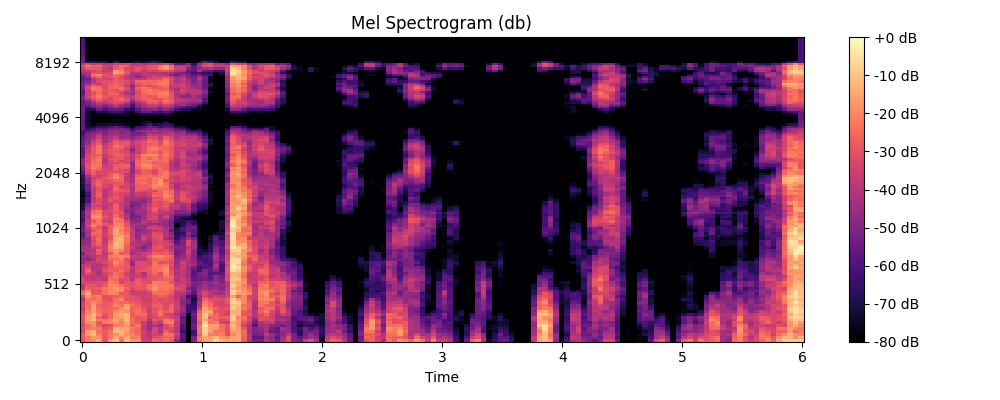 Mel Spectrogram (db)
Hz
8192
4096
2048
1024
512
0
0 1 2 3 4 5 6
Time
+0 dB
-10 dB
-20 dB
-30 dB
-40 dB
-50 dB
-60 dB
-70 dB
-80 dB